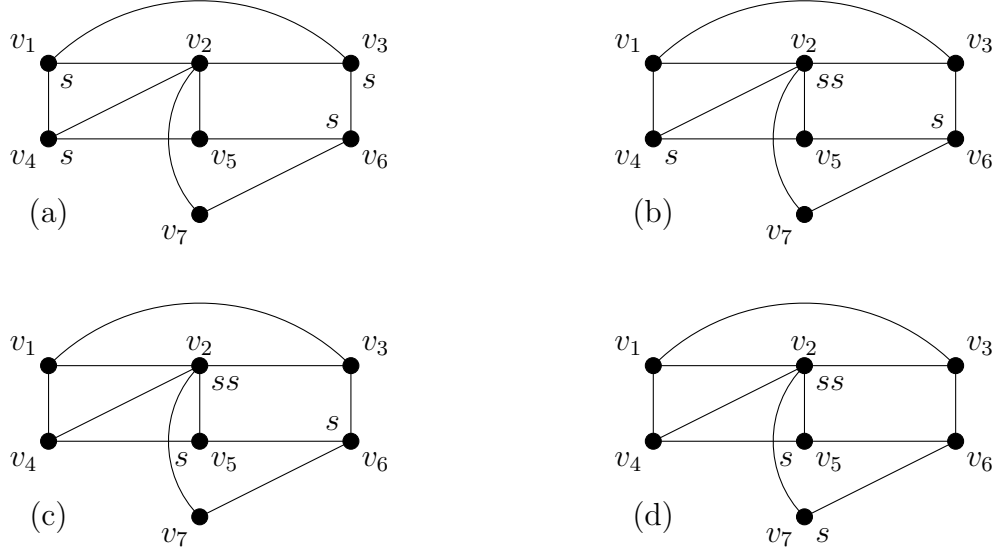 v1 v2 v3 v1 v2 v3
s s ss
s s
v4 s v5 v6 v4 s v5 v6
(a) (b)
v7 v7
v1 v2 v3 v1 v2 v3
ss ss
s
v4 s v5 v6 v4 s v5 v6
(c) (d)
v7 v7 s